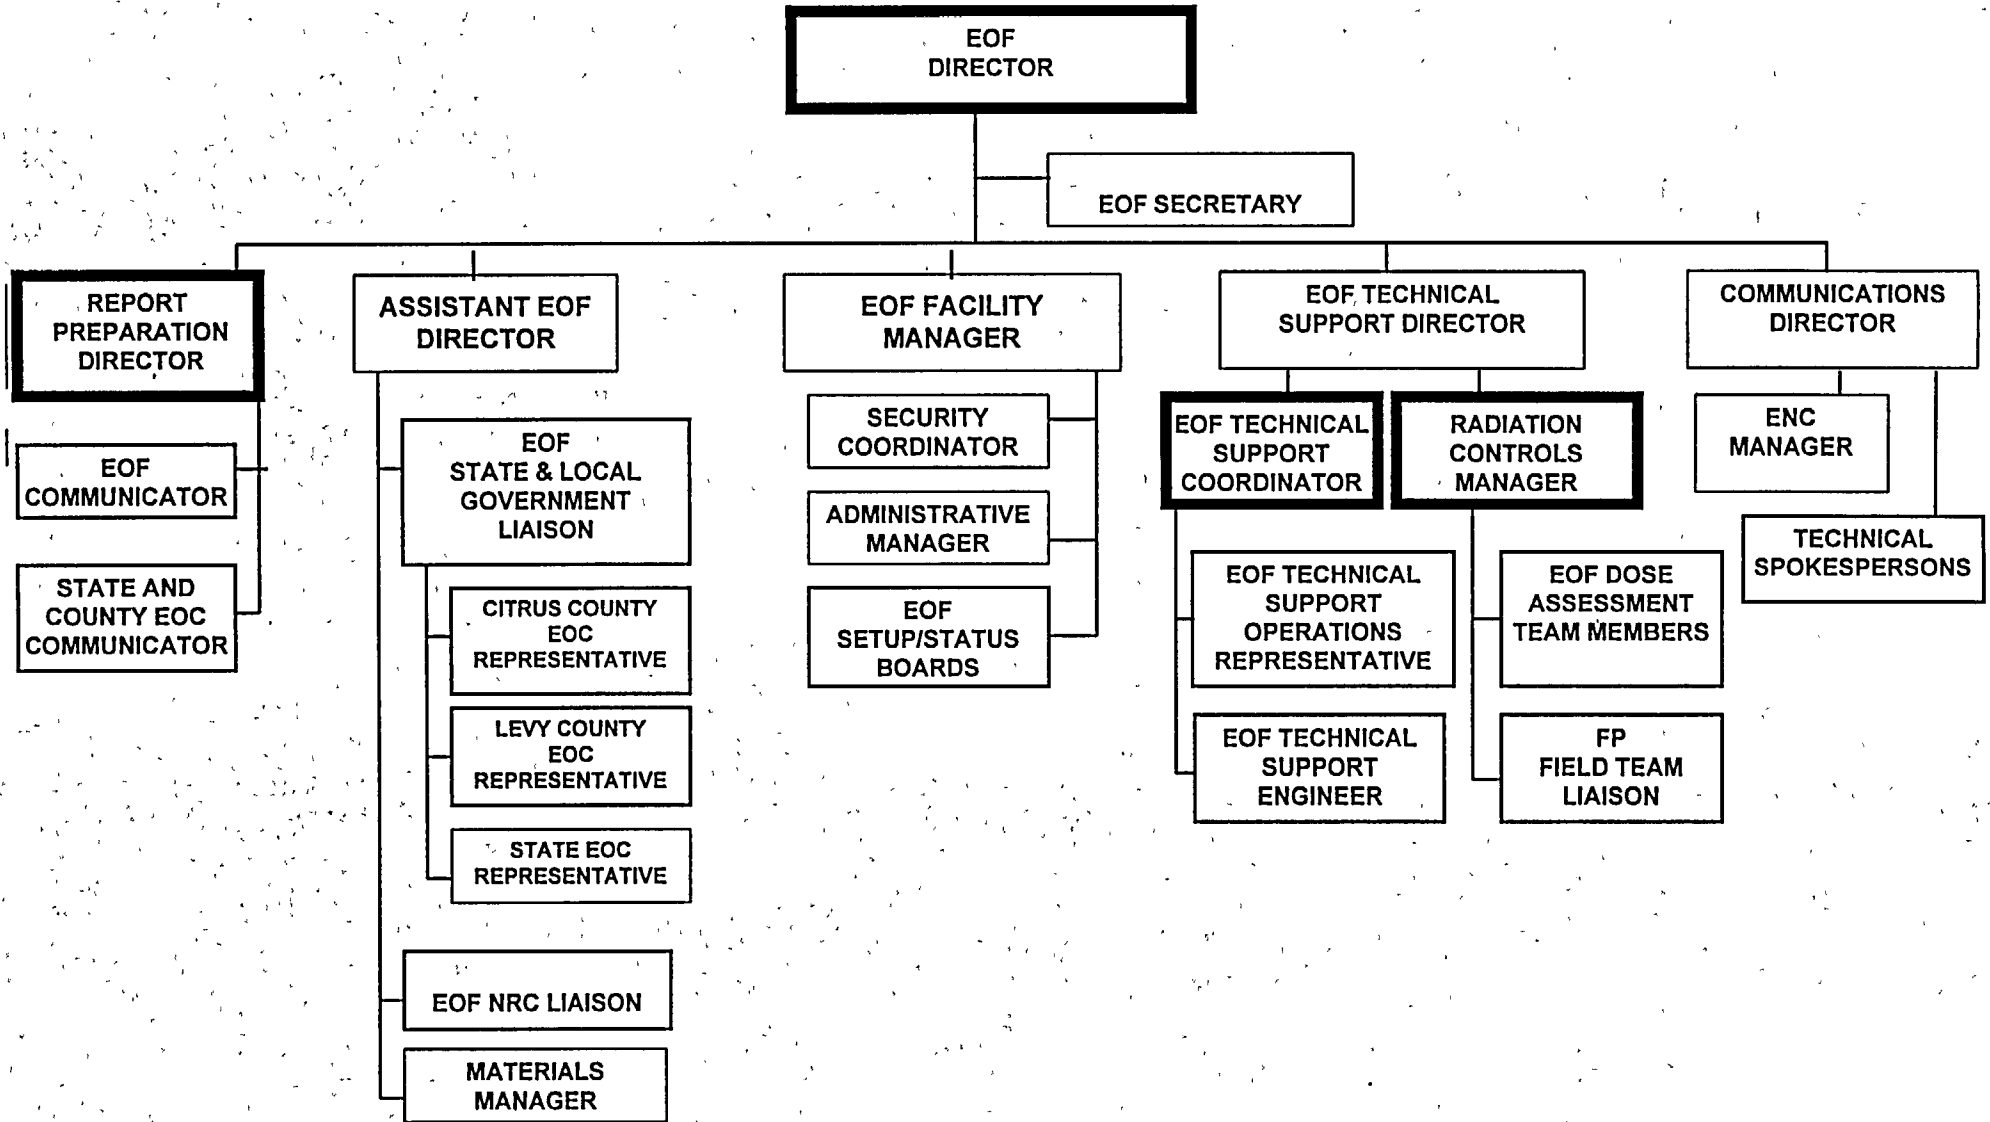 EOF
DIRECTOR
EOF SECRETARY
REPORT
PREPARATION
DIRECTOR
ASSISTANT EOF
DIRECTOR
EOF FACILITY
MANAGER
EOF TECHNICAL
SUPPORT DIRECTOR
COMMUNICATIONS
DIRECTOR
EOF
COMMUNICATOR
STATE AND
COUNTY EOC
COMMUNICATOR
EOF
STATE & LOCAL
GOVERNMENT
LIAISON
CITRUS COUNTY
EOC
REPRESENTATIVE
LEVY COUNTY
EOC
REPRESENTATIVE
STATE EOC
REPRESENTATIVE
EOF NRC LIAISON
MATERIALS
MANAGER
SECURITY
COORDINATOR
ADMINISTRATIVE
MANAGER
EOF
SETUP/STATUS
BOARDS
EOF TECHNICAL
SUPPORT
COORDINATOR
RADIATION
CONTROLS
MANAGER
EOF TECHNICAL
SUPPORT
OPERATIONS
REPRESENTATIVE
EOF TECHNICAL
SUPPORT
ENGINEER
EOF DOSE
ASSESSMENT
TEAM MEMBERS
FP
FIELD TEAM
LIAISON
ENC
MANAGER
TECHNICAL
SPOKESPERSONS